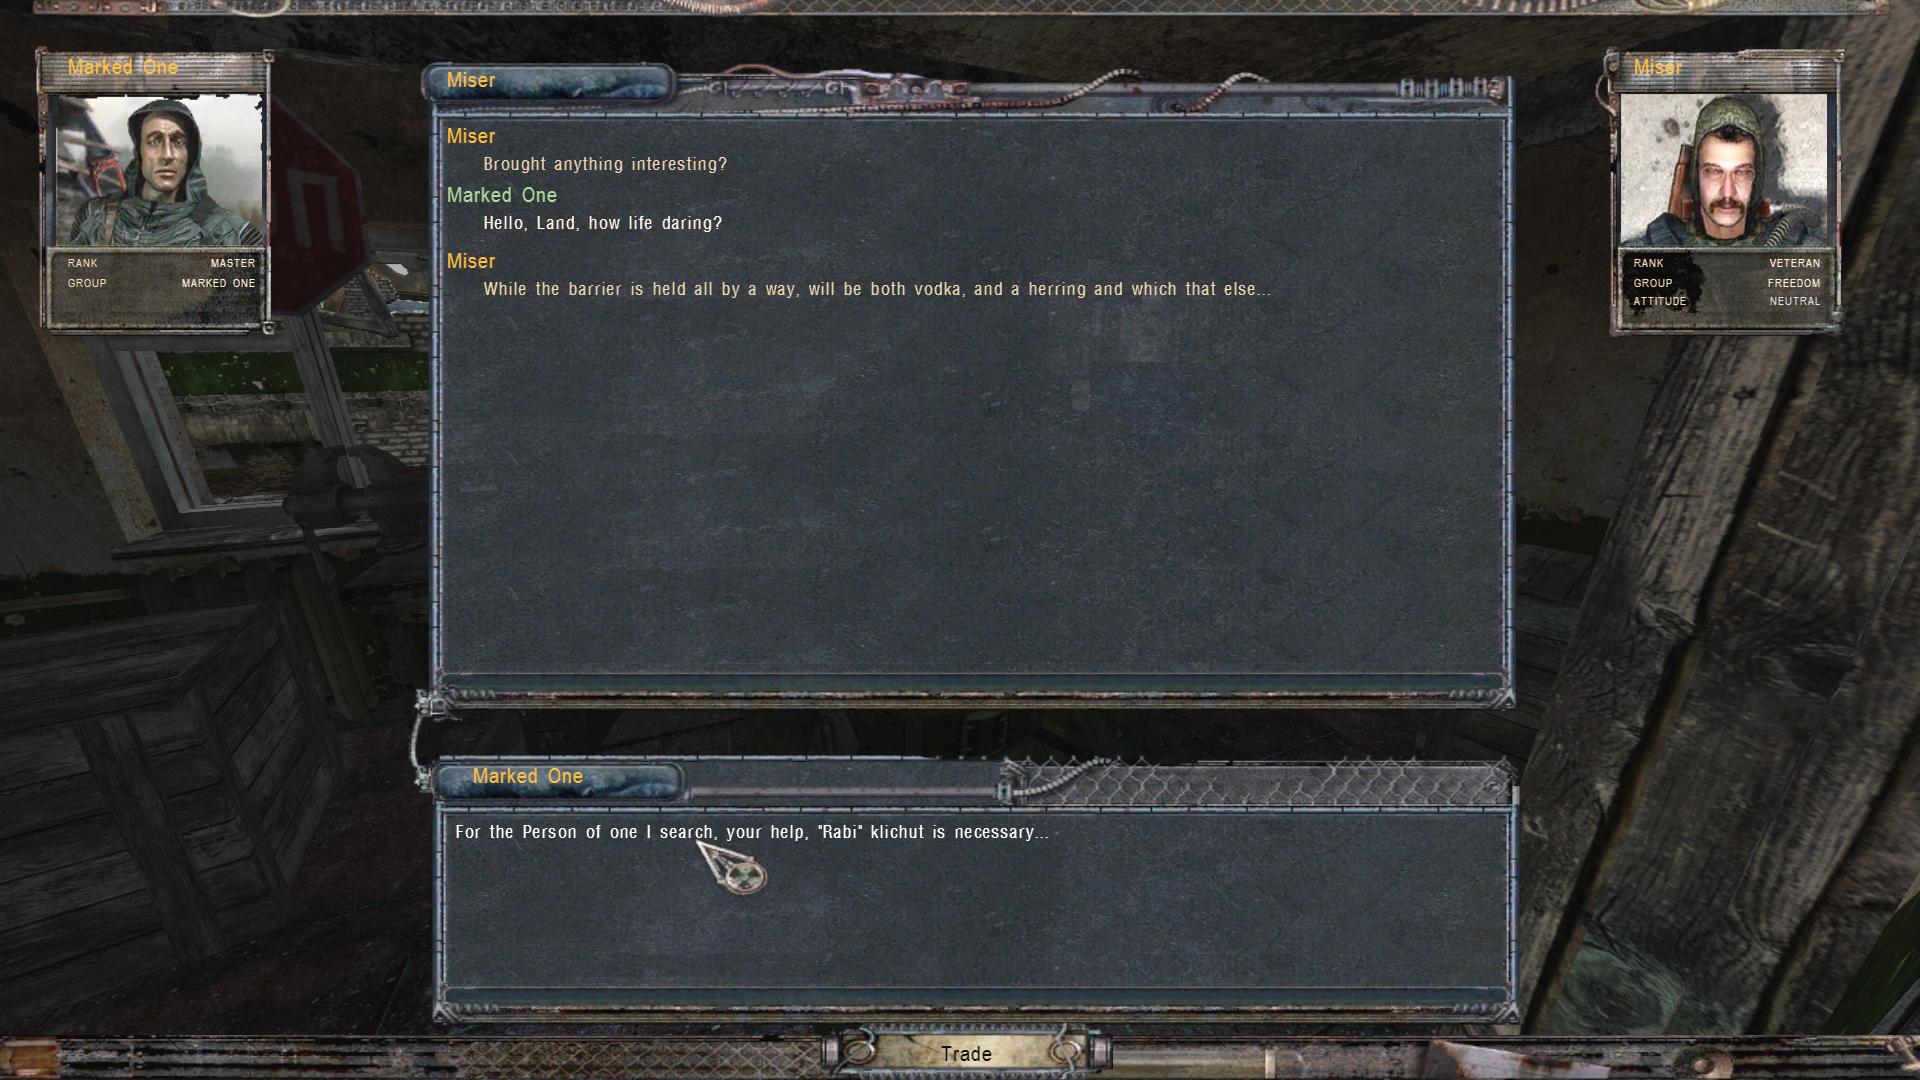 Marked One
RANK MASTER
GROUP MARKED ONE
Miser
Miser
Brought anything interesting?
Marked One
Hello, Land, how life daring?
Miser
While the barrier is held all by a way, will be both vodka, and a herring and which that else...
Miser
RANK VETERAN
GROUP FREEDOM
ATTITUDE NEUTRAL
Marked One
For the Person of one I search, your help, "Rabi" klichut is necessary...
Trade